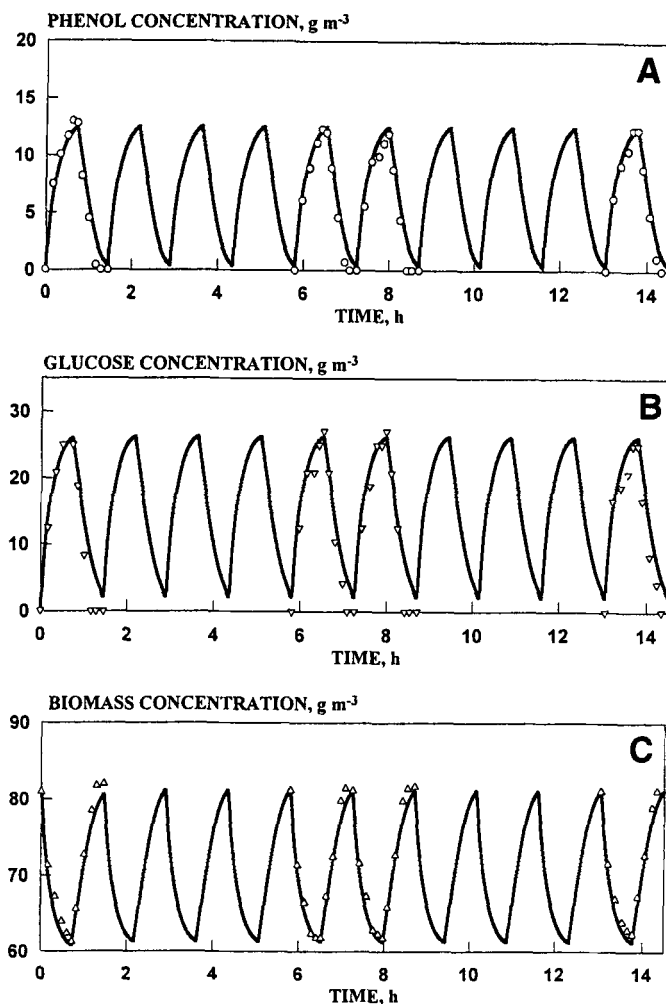 PHENOL CONCENTRATION, g m-3
A
20
15
10
5
0
0 2 4 6 8 10 12 14
TIME, h
GLUCOSE CONCENTRATION, g m-3
B
30
20
10
0
0 2 4 6 8 10 12 14
TIME, h
BIOMASS CONCENTRATION, g m-3
C
90
80
70
60
0 2 4 6 8 10 12 14
TIME, h